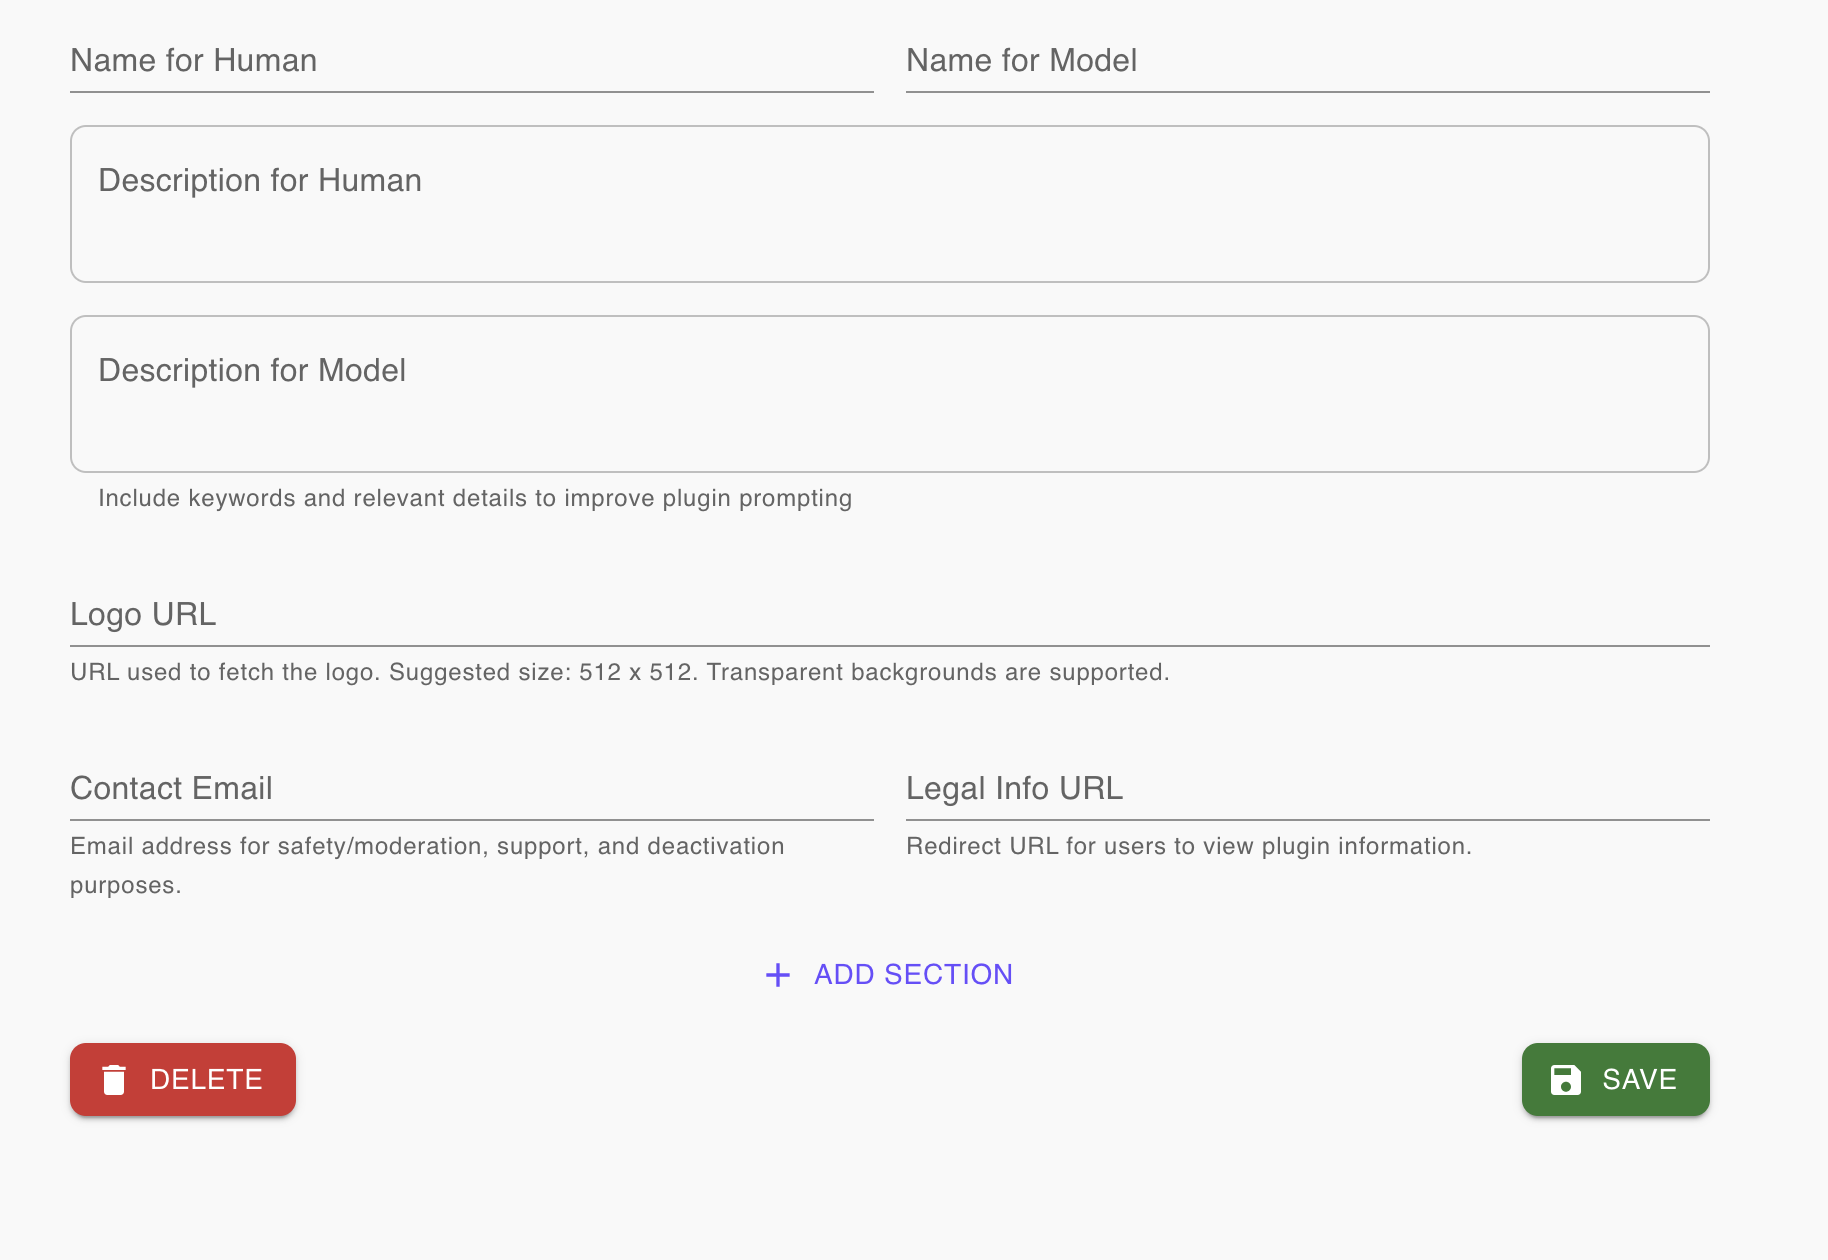 Name for Human
Name for Model
Description for Human
Description for Model
Include keywords and relevant details to improve plugin prompting
Logo URL
URL used to fetch the logo. Suggested size: 512 x 512. Transparent backgrounds are supported.
Contact Email
Email address for safety/moderation, support, and deactivation
purposes.
Legal Info URL
Redirect URL for users to view plugin information.
ADD SECTION
DELETE
SAVE